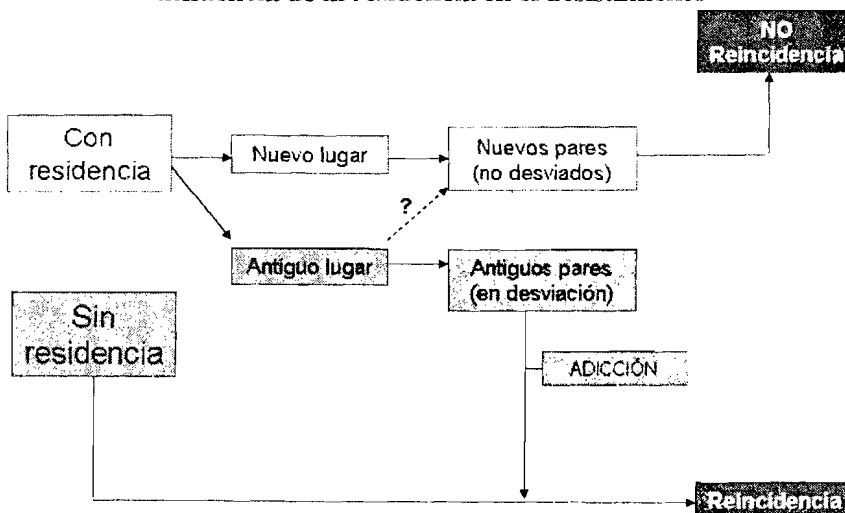 NO
Reincidencia
Con
residencia
Nuevo lugar
Nuevos pares
(no desviados)
?
Antiguo lugar
Antiguos pares
(en desviación)
Sin
residencia
ADICCIÓN
Reincidencia